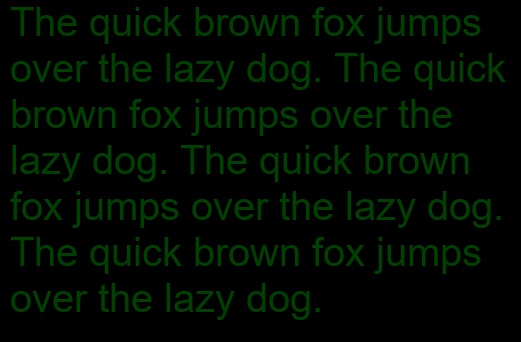 The quick brown fox jumps
over the lazy dog. The quick
brown fox jumps over the
lazy dog. The quick brown
fox jumps over the lazy dog.
The quick brown fox jumps
over the lazy dog.